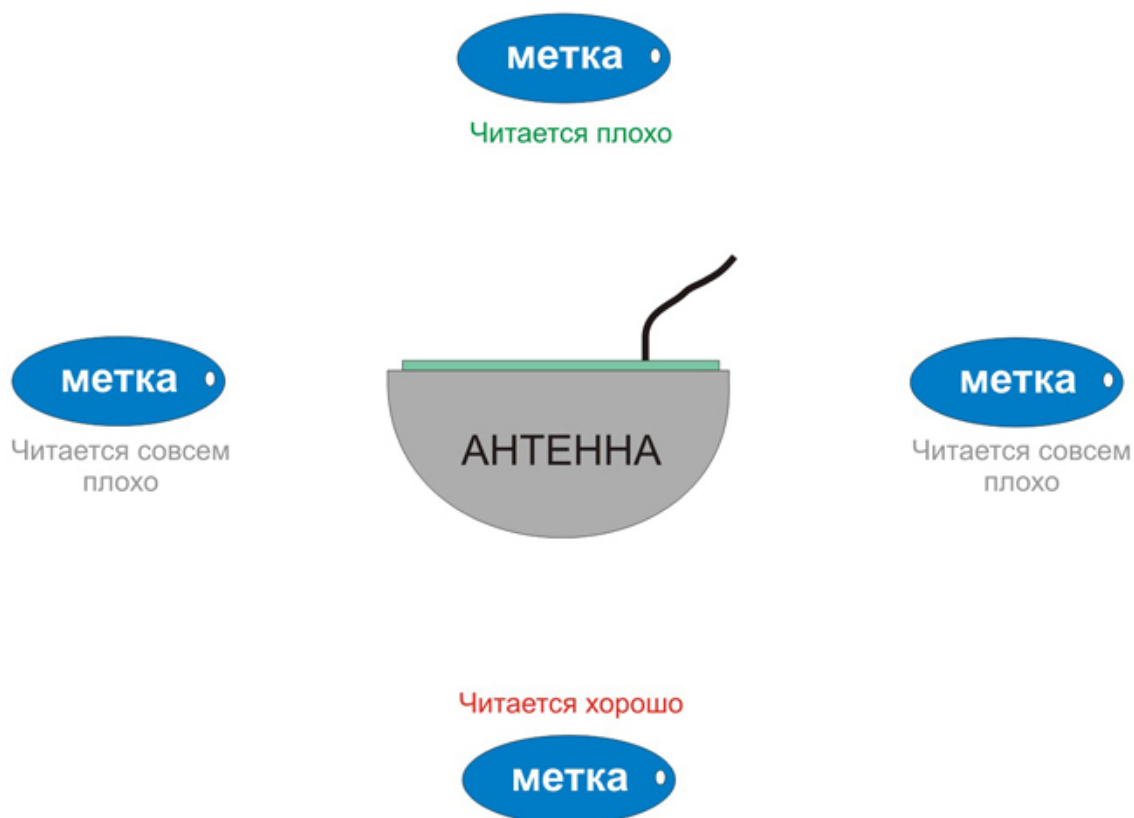 метка
Читается плохо
метка
Читается совсем
плохо
АНТЕННА
метка
Читается совсем
плохо
Читается хорошо
метка